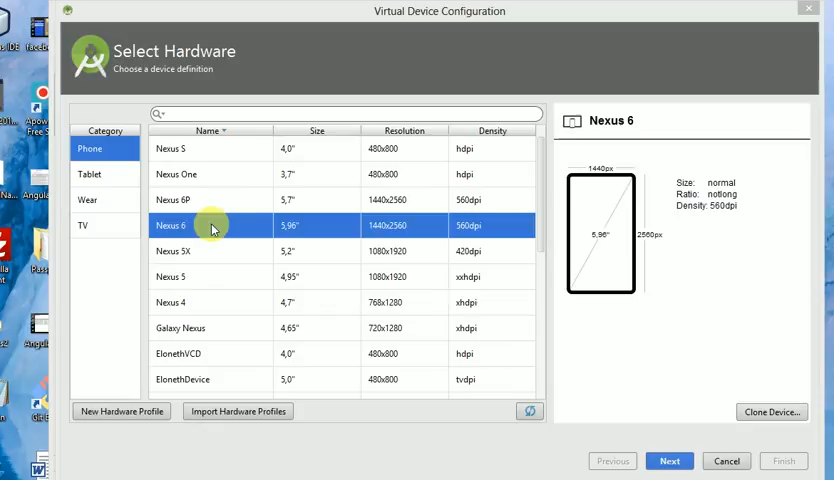 Virtual Device Configuration
Select Hardware
Choose a device definition
Category
Phone
Tablet
Wear
TV
Name Size Resolution Density
Nexus S 4,0" 480x800 hdpi
Nexus One 3,7" 480x800 hdpi
Nexus 6P 5,7" 1440x2560 560dpi
Nexus 6 5,96" 1440x2560 560dpi
Nexus 5X 5,2" 1080x1920 420dpi
Nexus 5 4,95" 1080x1920 xxhdpi
Nexus 4 4,7" 768x1280 xhdpi
Galaxy Nexus 4,65" 720x1280 xhdpi
ElonethVCD 4,0" 480x800 hdpi
ElonethDevice 5,0" 480x800 tvdpi
New Hardware Profile
Import Hardware Profiles
Nexus 6
1440px
5,96"
2560px
Size: normal
Ratio: notlong
Density: 560dpi
Clone Device...
Previous
Next
Cancel
Finish